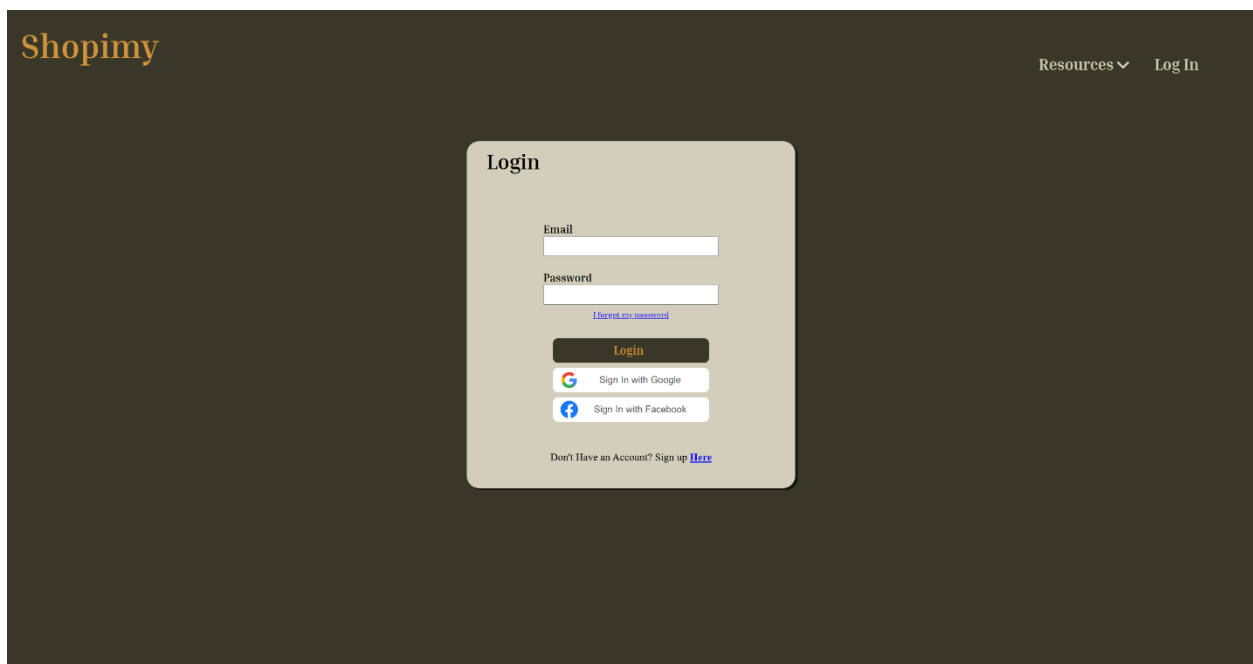 Shopimy
Resources
Log In
Login
Email
Password
I forgot my password
Login
Sign In with Google
Sign In with Facebook
Don't Have an Account? Sign up Here